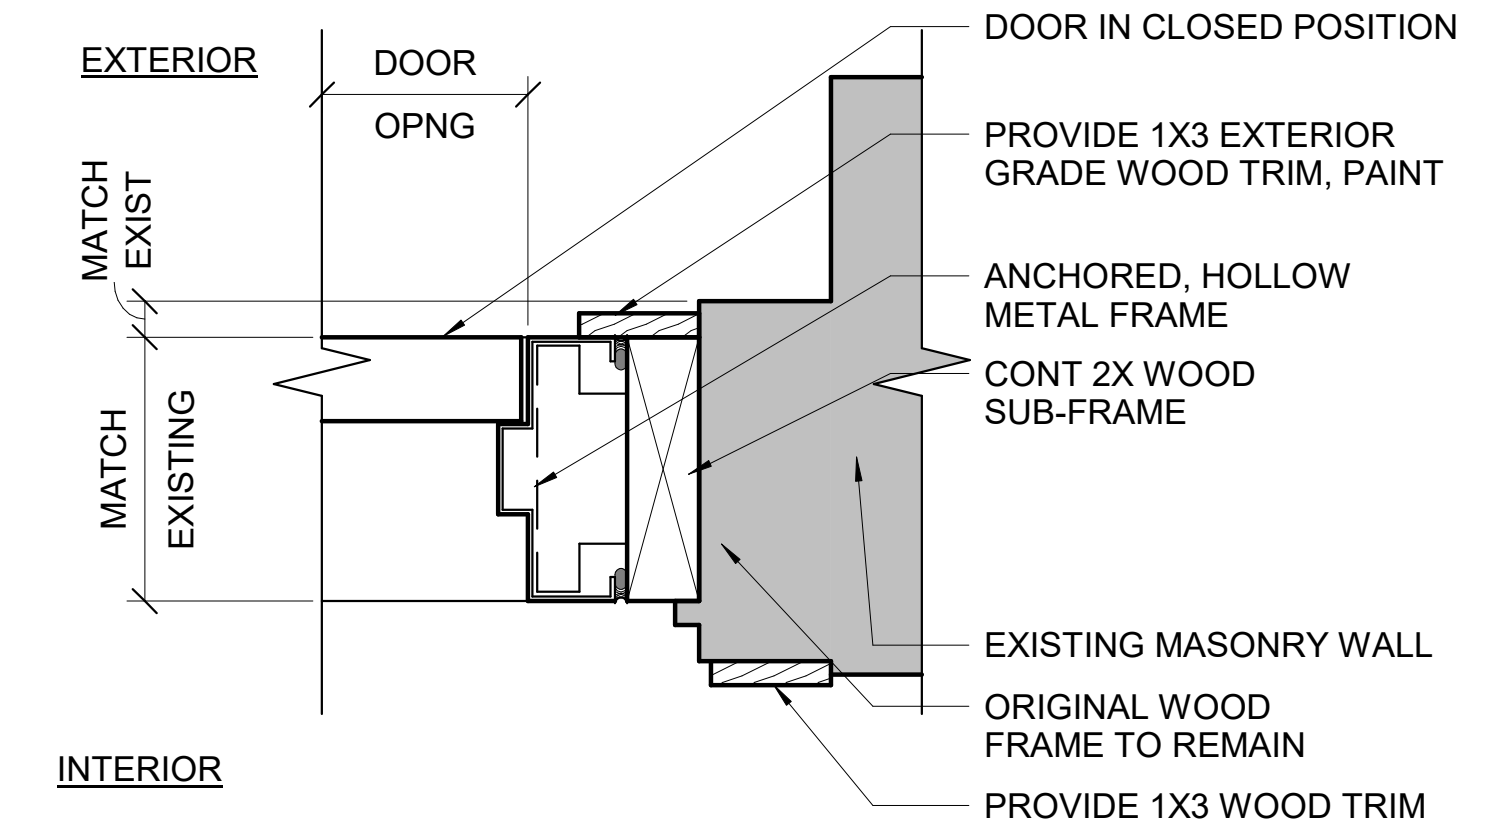 EXTERIOR
DOOR
OPNG
MATCH
EXIST
MATCH
EXISTING
INTERIOR
DOOR IN CLOSED POSITION
PROVIDE 1X3 EXTERIOR
GRADE WOOD TRIM, PAINT
ANCHORED, HOLLOW
METAL FRAME
CONT 2X WOOD
SUB-FRAME
EXISTING MASONRY WALL
ORIGINAL WOOD
FRAME TO REMAIN
PROVIDE 1X3 WOOD TRIM